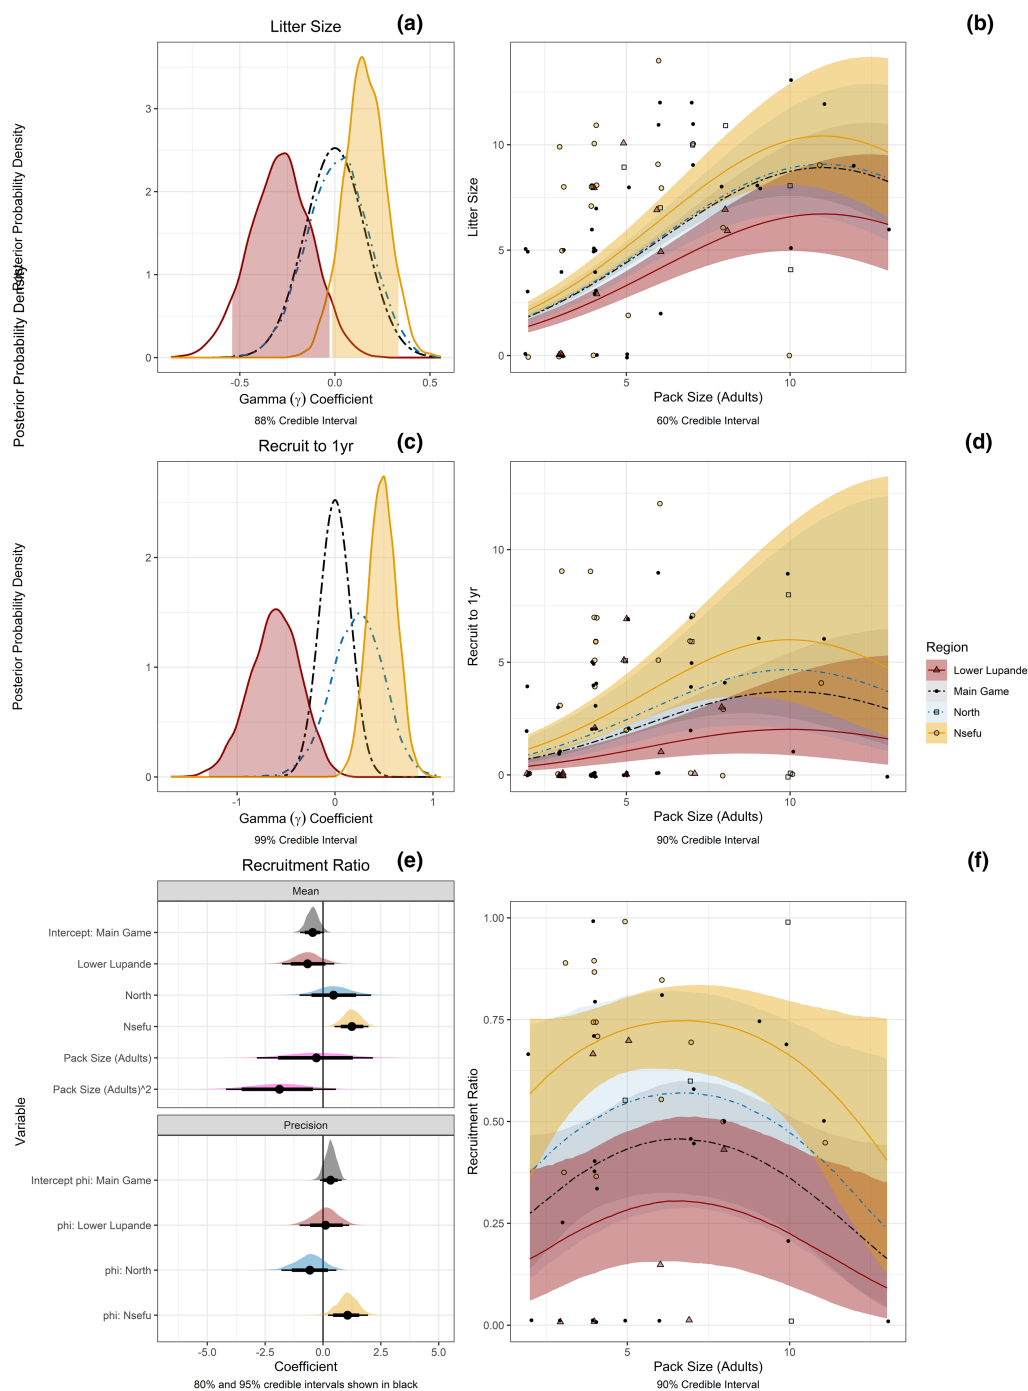 Litter Size
(a)
(b)
Posterior Probability Density
Posterior Probability Density
3
2
1
0
-0.5
0.0
0.5
Gamma (γ) Coefficient
88% Credible Interval
Litter Size
10
5
0
5
10
Pack Size (Adults)
60% Credible Interval
Recruit to 1yr
(c)
(d)
Posterior Probability Density
2
1
0
-1
0
1
Gamma (γ) Coefficient
99% Credible Interval
Recruit to 1yr
10
5
0
5
10
Pack Size (Adults)
90% Credible Interval
Region
Lower Lupande
Main Game
North
Nsefu
Recruitment Ratio
(e)
(f)
Variable
Mean
Intercept: Main Game
Lower Lupande
North
Nsefu
Pack Size (Adults)
Pack Size (Adults)^2
Precision
Intercept phi: Main Game
phi: Lower Lupande
phi: North
phi: Nsefu
-5.0
-2.5
0.0
2.5
5.0
Coefficient
80% and 95% credible intervals shown in black
Recruitment Ratio
1.00
0.75
0.50
0.25
0.00
5
10
Pack Size (Adults)
90% Credible Interval